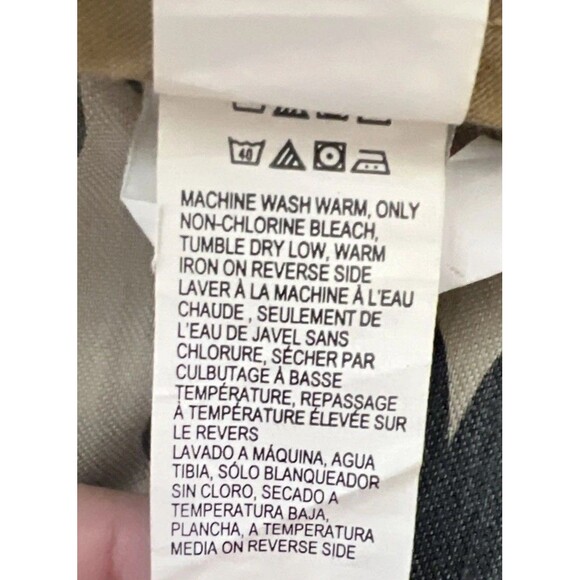 40
MACHINE WASH WARM, ONLY
NON-CHLORINE BLEACH,
TUMBLE DRY LOW, WARM
IRON ON REVERSE SIDE
LAVER À LA MACHINE À L'EAU
CHAUDE , SEULEMENT DE
L'EAU DE JAVEL SANS
CHLORURE, SÉCHER PAR
CULBUTAGE À BASSE
TEMPÉRATURE, REPASSAGE
À TEMPÉRATURE ÉLEVÉE SUR
LE REVERS
LAVADO A MÁQUINA, AGUA
TIBIA, SÓLO BLANQUEADOR
SIN CLORO, SECADO A
TEMPERATURA BAJA,
PLANCHA, A TEMPERATURA
MEDIA ON REVERSE SIDE